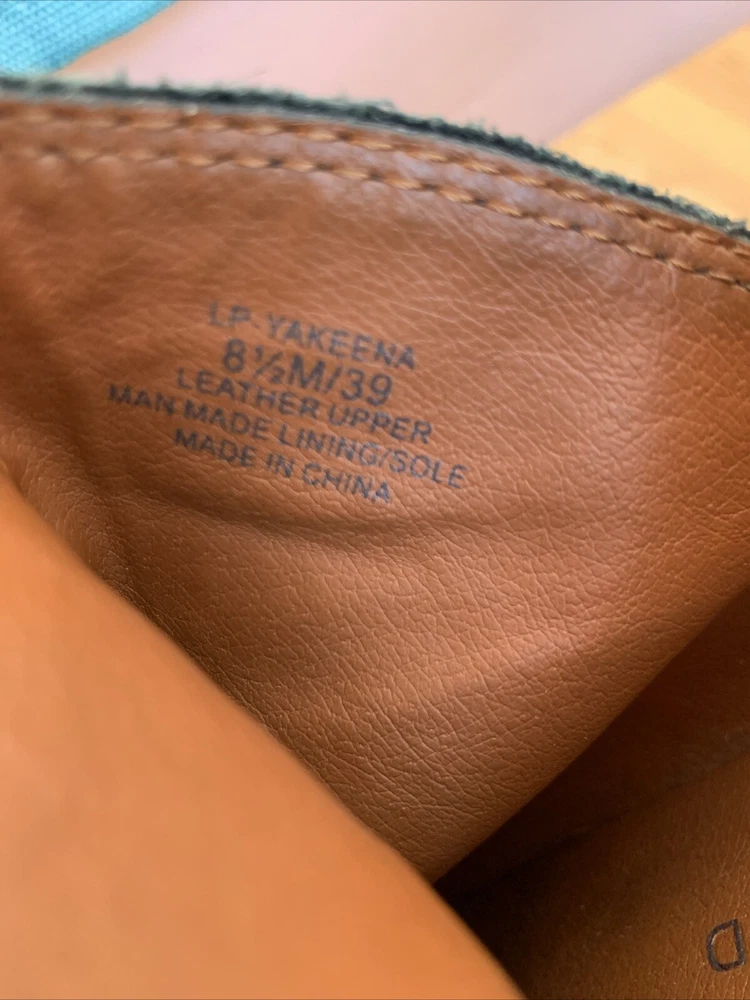 LP-YAKEENA
8½M/39
LEATHER UPPER
MAN MADE LINING/SOLE
MADE IN CHINA